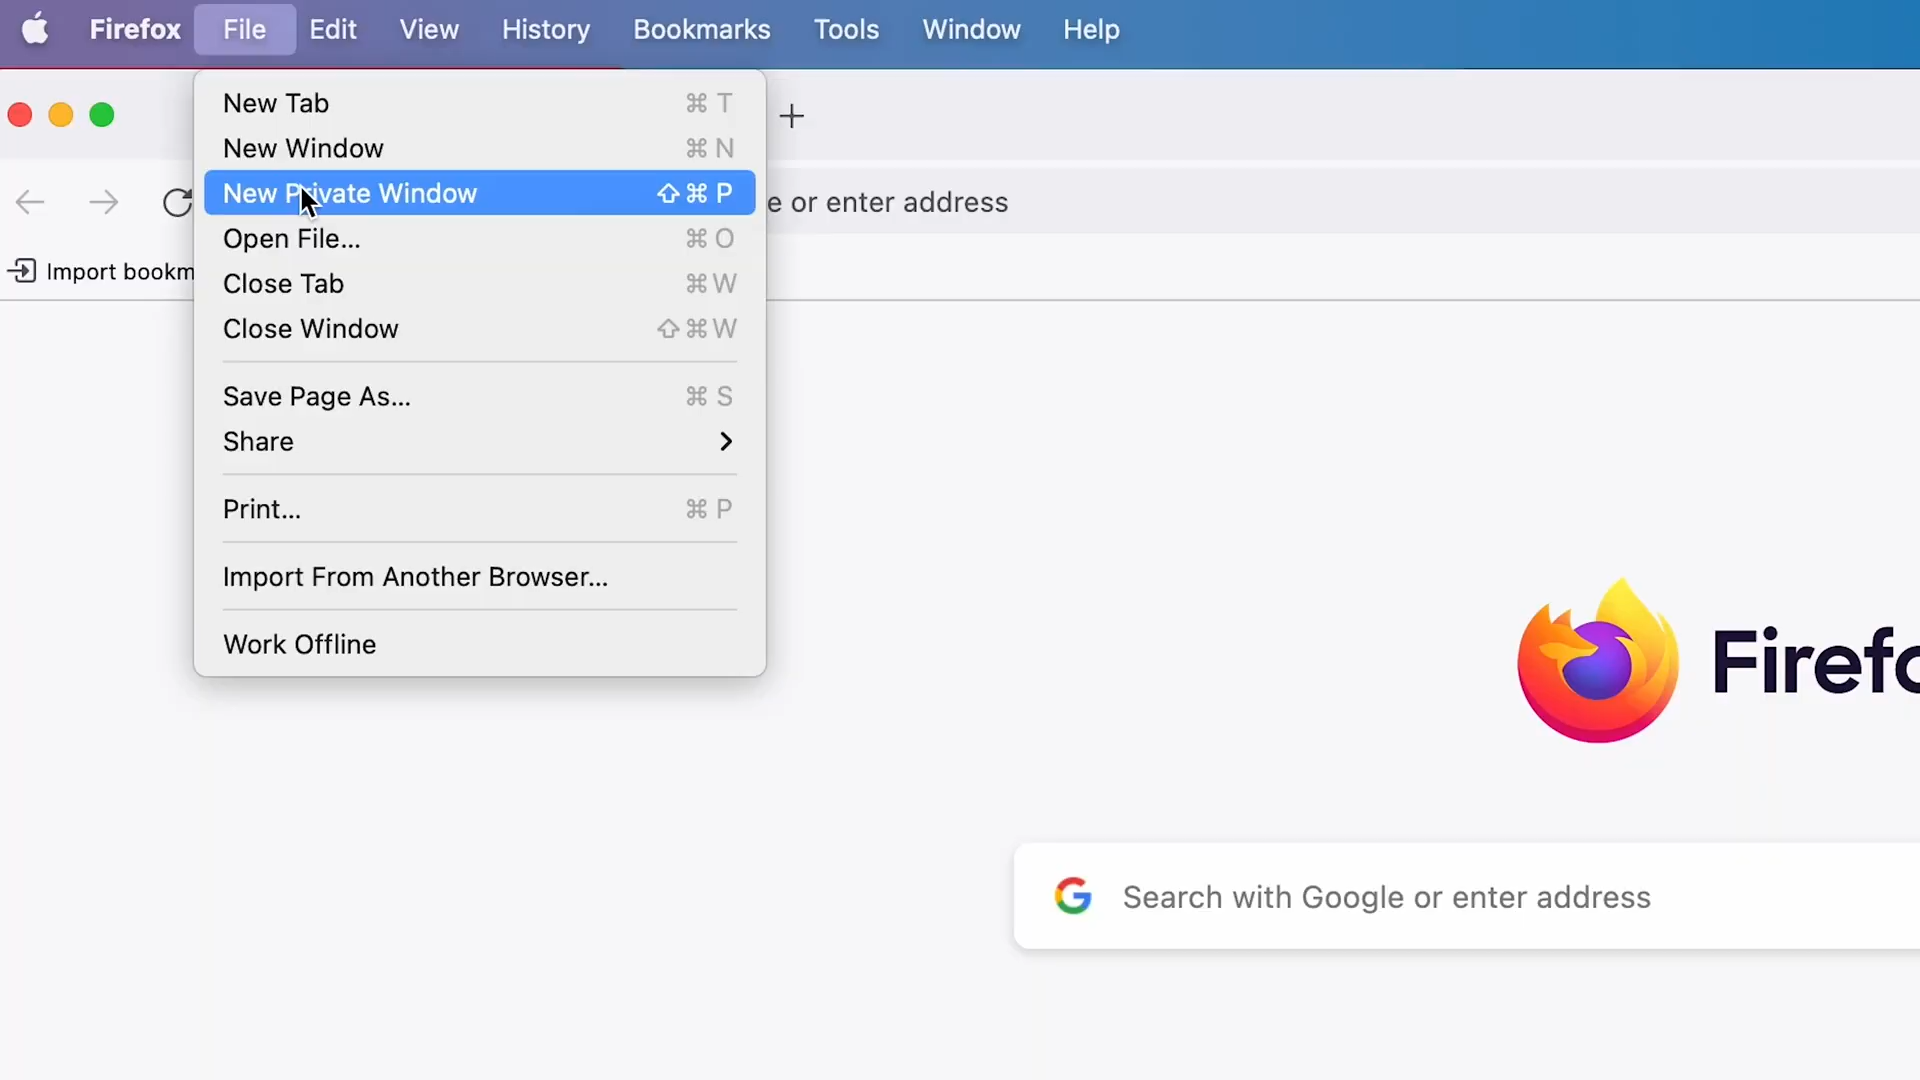 Firefox File Edit View History Bookmarks Tools Window Help
New Tab ⌘ T
New Window ⌘ N
New Private Window ⇧ ⌘ P
e or enter address
Open File... ⌘ O
Import bookm
Close Tab ⌘ W
Close Window ⇧ ⌘ W
Save Page As... ⌘ S
Share
Print... ⌘ P
Import From Another Browser...
Work Offline
Firefo
Search with Google or enter address